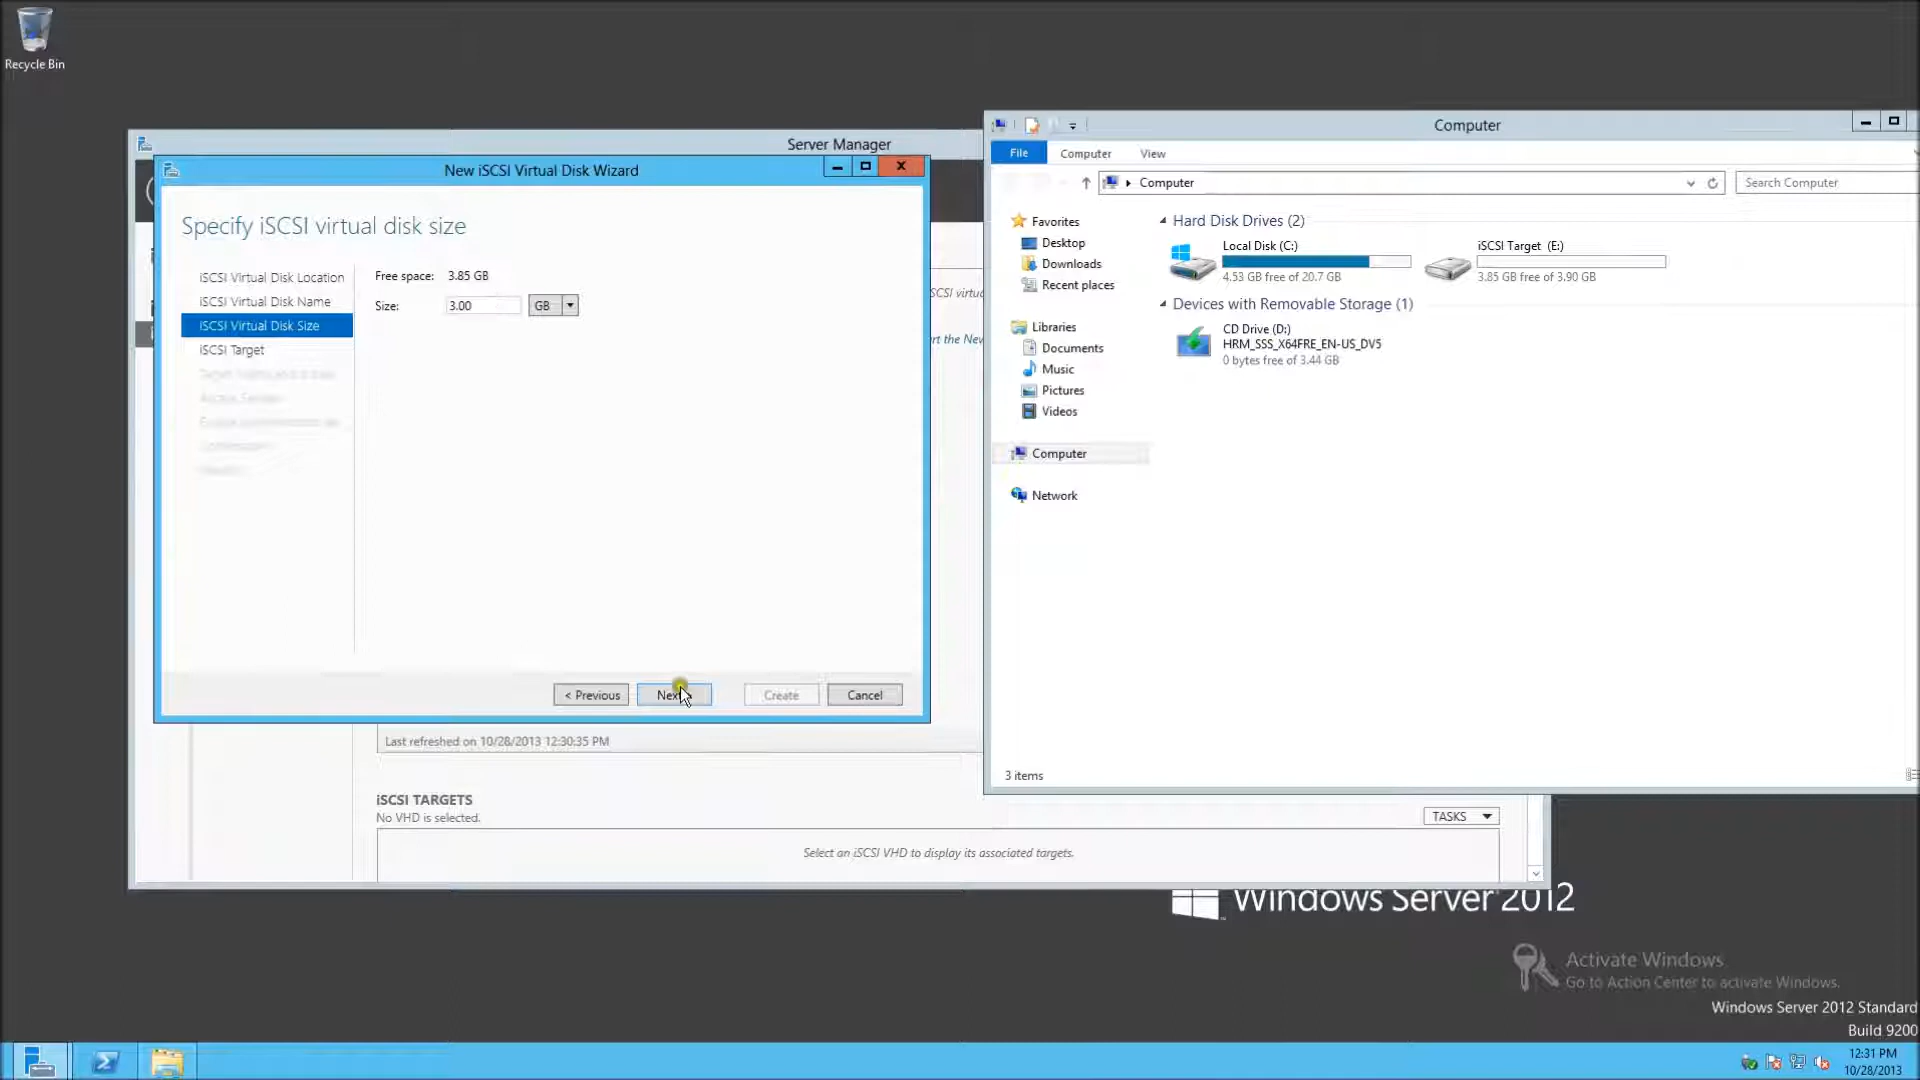 Recycle Bin
Server Manager
New iSCSI Virtual Disk Wizard
Specify iSCSI virtual disk size
iSCSI Virtual Disk Location
iSCSI Virtual Disk Name
iSCSI Virtual Disk Size
iSCSI Target
Free space: 3.85 GB
Size: 3.00 GB
< Previous
Create
Cancel
Last refreshed on 10/28/2013 12:30:35 PM
iSCSI TARGETS
No VHD is selected.
TASKS
Select an iSCSI VHD to display its associated targets.
Computer
File Computer View
Computer
Search Computer
Favorites
Desktop
Downloads
Recent places
Libraries
Documents
Music
Pictures
Videos
Computer
Network
Hard Disk Drives (2)
Local Disk (C:)
4.53 GB free of 20.7 GB
iSCSI Target (E:)
3.85 GB free of 3.90 GB
Devices with Removable Storage (1)
CD Drive (D:)
HRM_SSS_X64FRE_EN-US_DV5
0 bytes free of 3.44 GB
3 items
Windows Server 2012
Activate Windows
Go to Action Center to activate Windows.
Windows Server 2012 Standard
Build 9200
12:31 PM
10/28/2013